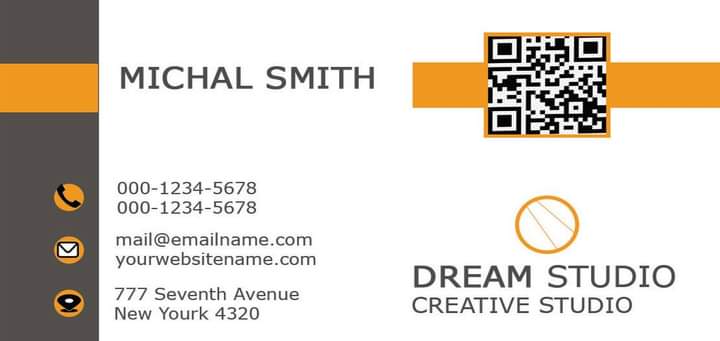 MICHAL SMITH
000-1234-5678
000-1234-5678
mail@emailname.com
yourwebsitename.com
777 Seventh Avenue
New Yourk 4320
DREAM STUDIO
CREATIVE STUDIO